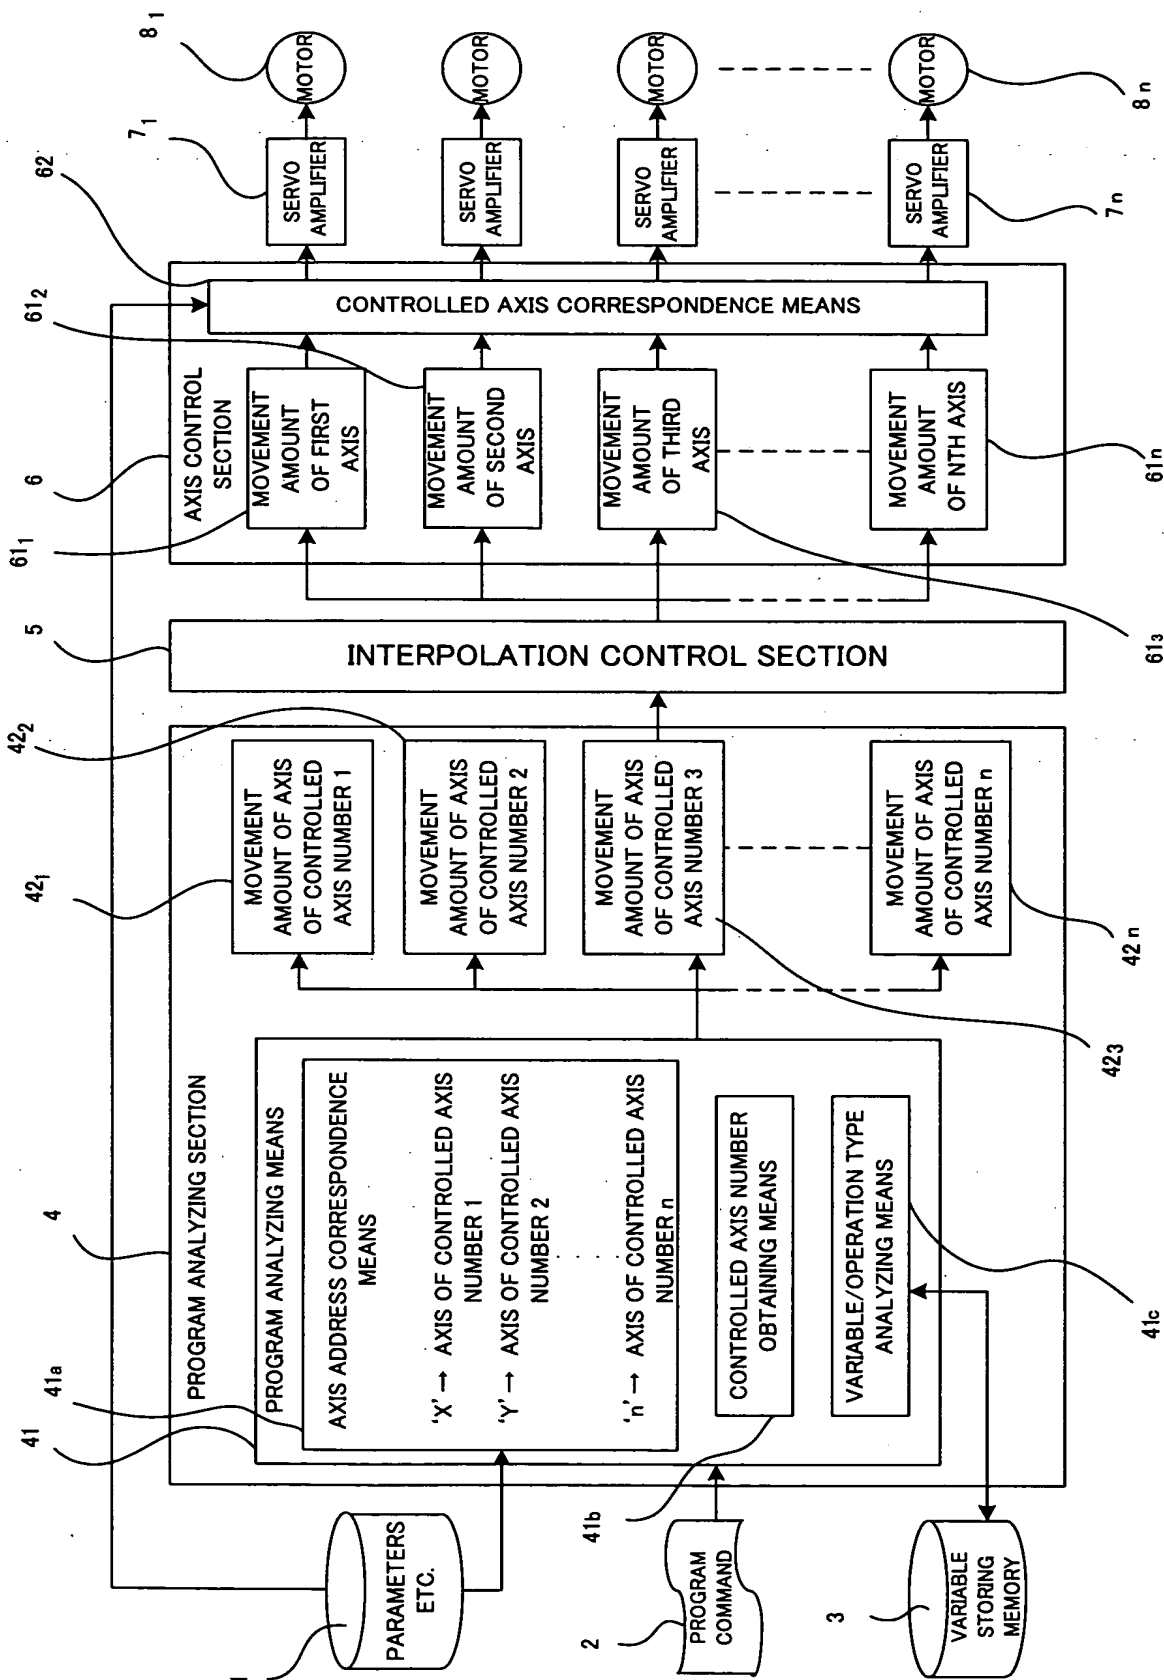 1
PARAMETERS
ETC.
2
PROGRAM
COMMAND
3
VARIABLE
STORING
MEMORY
4
PROGRAM ANALYZING SECTION
41
PROGRAM ANALYZING MEANS
41a
AXIS ADDRESS CORRESPONDENCE
MEANS
‘X’→ AXIS OF CONTROLLED AXIS
NUMBER 1
‘Y’→ AXIS OF CONTROLLED AXIS
NUMBER 2
‘n’→ AXIS OF CONTROLLED AXIS
NUMBER n
41b
CONTROLLED AXIS NUMBER
OBTAINING MEANS
VARIABLE/OPERATION TYPE
ANALYZING MEANS
41c
42₁
MOVEMENT
AMOUNT OF AXIS
OF CONTROLLED
AXIS NUMBER 1
42₂
MOVEMENT
AMOUNT OF AXIS
OF CONTROLLED
AXIS NUMBER 2
MOVEMENT
AMOUNT OF AXIS
OF CONTROLLED
AXIS NUMBER 3
42₃
MOVEMENT
AMOUNT OF AXIS
OF CONTROLLED
AXIS NUMBER n
42n
5
INTERPOLATION CONTROL SECTION
6
AXIS CONTROL
SECTION
61₁
MOVEMENT
AMOUNT
OF FIRST
AXIS
61₂
MOVEMENT
AMOUNT
OF SECOND
AXIS
MOVEMENT
AMOUNT
OF THIRD
AXIS
61₃
MOVEMENT
AMOUNT
OF NTH AXIS
61n
62
CONTROLLED AXIS CORRESPONDENCE MEANS
7₁
SERVO
AMPLIFIER
SERVO
AMPLIFIER
SERVO
AMPLIFIER
SERVO
AMPLIFIER
7n
8₁
MOTOR
MOTOR
MOTOR
MOTOR
8n